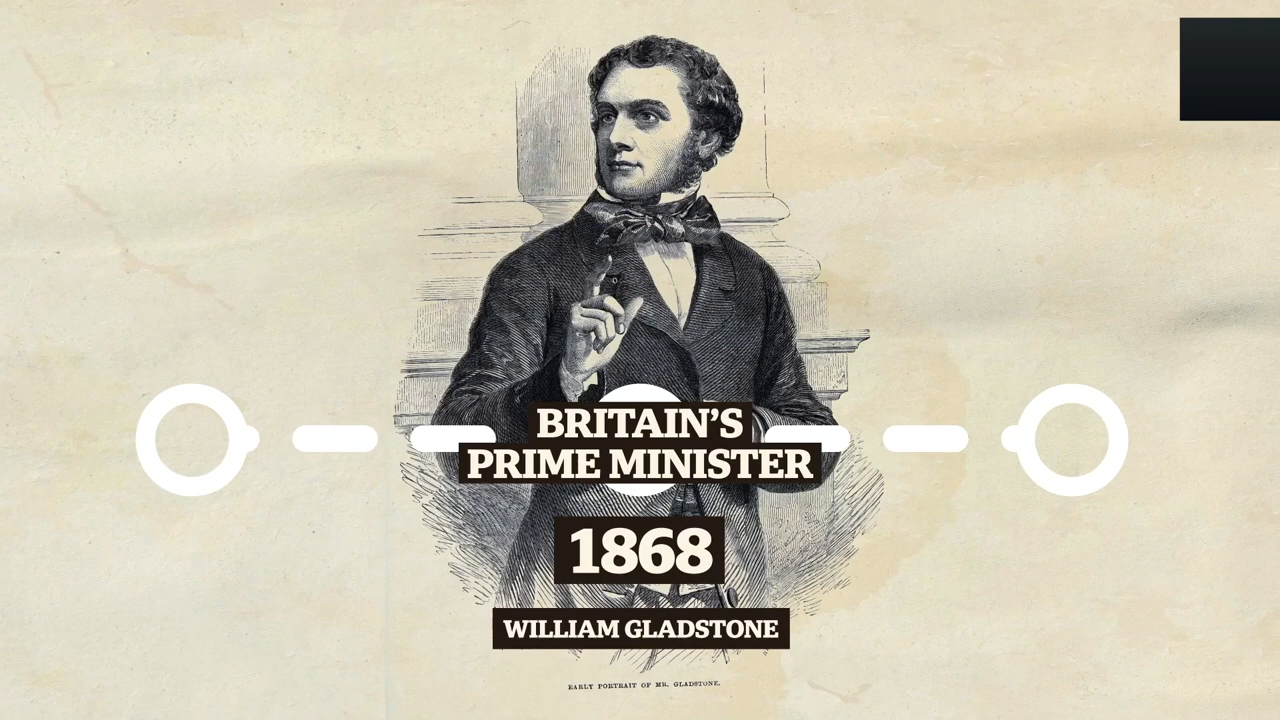 BRITAIN'S
PRIME MINISTER
1868
WILLIAM GLADSTONE
EARLY PORTRAIT OF MR. GLADSTONE.